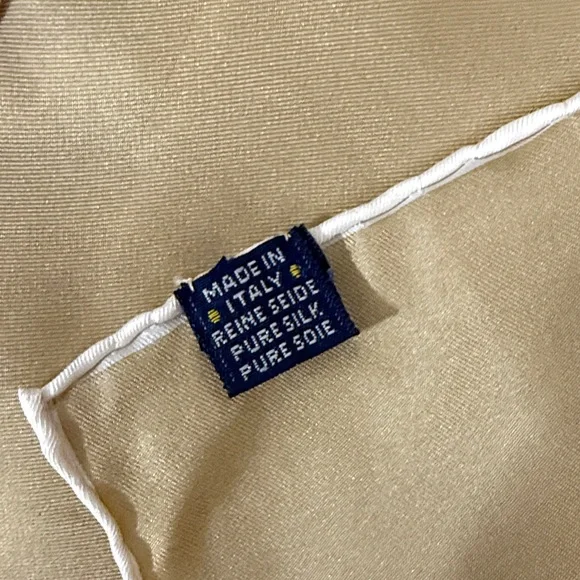 MADE IN
ITALY
REINE SEIDE
PURE SILK
PURE SOIE